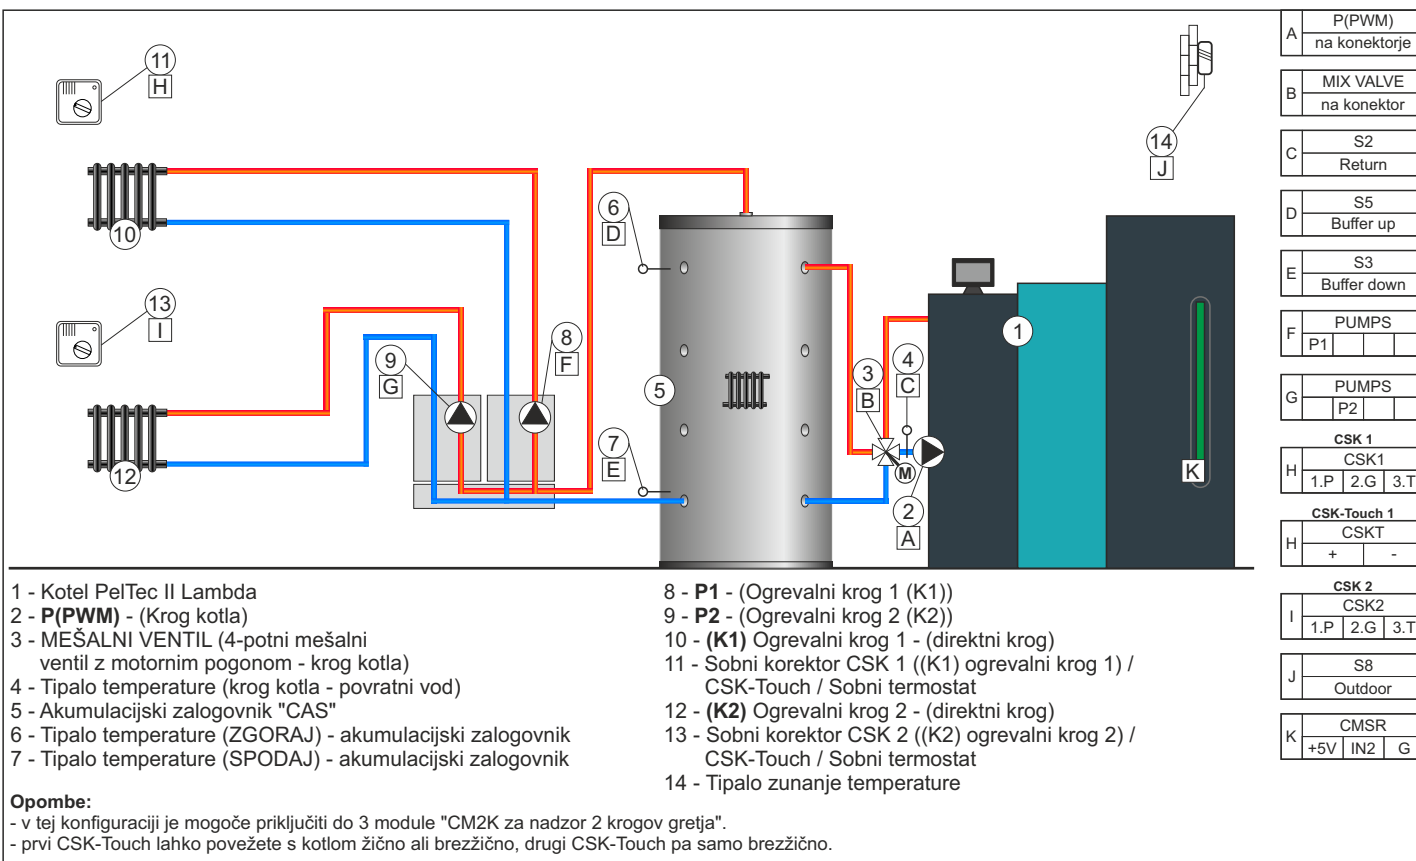 11
H
10
13
I
12
9
G
8
F
6
D
7
E
5
3
B
4
C
M
2
A
1
14
J
K
A
P(PWM)
na konektorje
B
MIX VALVE
na konektor
C
S2
Return
D
S5
Buffer up
E
S3
Buffer down
F
PUMPS
P1
G
PUMPS
P2
CSK 1
H
CSK1
1.P 2.G 3.T
CSK-Touch 1
H
CSKT
+ -
CSK 2
I
CSK2
1.P 2.G 3.T
J
S8
Outdoor
K
CMSR
+5V IN2 G
1 - Kotel PelTec II Lambda
2 - P(PWM) - (Krog kotla)
3 - MEŠALNI VENTIL (4-potni mešalni
ventil z motornim pogonom - krog kotla)
4 - Tipalo temperature (krog kotla - povratni vod)
5 - Akumulacijski zalogovnik "CAS"
6 - Tipalo temperature (ZGORAJ) - akumulacijski zalogovnik
7 - Tipalo temperature (SPODAJ) - akumulacijski zalogovnik
8 - P1 - (Ogrevalni krog 1 (K1))
9 - P2 - (Ogrevalni krog 2 (K2))
10 - (K1) Ogrevalni krog 1 - (direktni krog)
11 - Sobni korektor CSK 1 ((K1) ogrevalni krog 1) /
CSK-Touch / Sobni termostat
12 - (K2) Ogrevalni krog 2 - (direktni krog)
13 - Sobni korektor CSK 2 ((K2) ogrevalni krog 2) /
CSK-Touch / Sobni termostat
14 - Tipalo zunanje temperature
Opombe:
- v tej konfiguraciji je mogoče priključiti do 3 module "CM2K za nadzor 2 krogov gretja".
- prvi CSK-Touch lahko povežete s kotlom žično ali brezžično, drugi CSK-Touch pa samo brezžično.